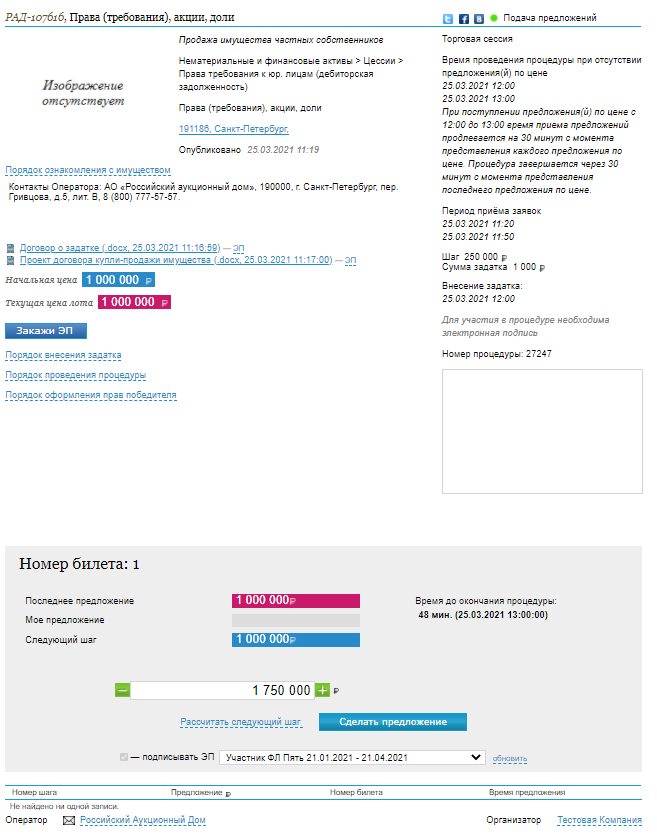 РАД-107616, Права (требования), акции, доли
Подача предложений
Изображение
отсутствует
Продажа имущества частных собственников
Нематериальные и финансовые активы > Цессии >
Права требования к юр. лицам (дебиторская
задолженность)
Права (требования), акции, доли
191186, Санкт-Петербург,
Опубликовано 25.03.2021 11:19
Порядок ознакомления с имуществом
Контакты Оператора: АО «Российский аукционный дом», 190000, г. Санкт-Петербург, пер.
Гривцова, д.5, лит. В, 8 (800) 777-57-57.
Договор о задатке (.docx, 25.03.2021 11:16:59) — ЭП
Проект договора купли-продажи имущества (.docx, 25.03.2021 11:17:00) — ЭП
Начальная цена 1 000 000 ₽
Текущая цена лота 1 000 000 ₽
Закажи ЭП
Порядок внесения задатка
Порядок проведения процедуры
Порядок оформления прав победителя
Торговая сессия
Время проведения процедуры при отсутствии
предложения(й) по цене
25.03.2021 12:00
25.03.2021 13:00
При поступлении предложения(й) по цене с
12:00 до 13:00 время приема предложений
продлевается на 30 минут с момента
представления каждого предложения по
цене. Процедура завершается через 30
минут с момента представления
последнего предложения по цене.
Период приёма заявок
25.03.2021 11:20
25.03.2021 11:50
Шаг 250 000 ₽
Сумма задатка 1 000 ₽
Внесение задатка:
25.03.2021 12:00
Для участия в процедуре необходима
электронная подпись
Номер процедуры: 27247
Номер билета: 1
Последнее предложение 1 000 000₽
Мое предложение
Следующий шаг 1 000 000₽
Время до окончания процедуры:
48 мин. (25.03.2021 13:00:00)
− 1 750 000 + ₽
Рассчитать следующий шаг Сделать предложение
— подписывать ЭП Участник ФЛ Пять 21.01.2021 - 21.04.2021 обновить
Номер шага Предложение ₽ Номер билета Время предложения
Не найдено ни одной записи.
Оператор Российский Аукционный Дом Организатор Тестовая Компания